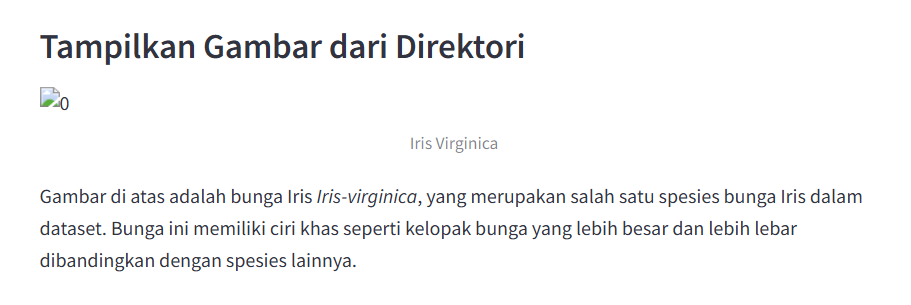 Tampilkan Gambar dari Direktori
0
Iris Virginica
Gambar di atas adalah bunga Iris Iris-virginica, yang merupakan salah satu spesies bunga Iris dalam
dataset. Bunga ini memiliki ciri khas seperti kelopak bunga yang lebih besar dan lebih lebar
dibandingkan dengan spesies lainnya.